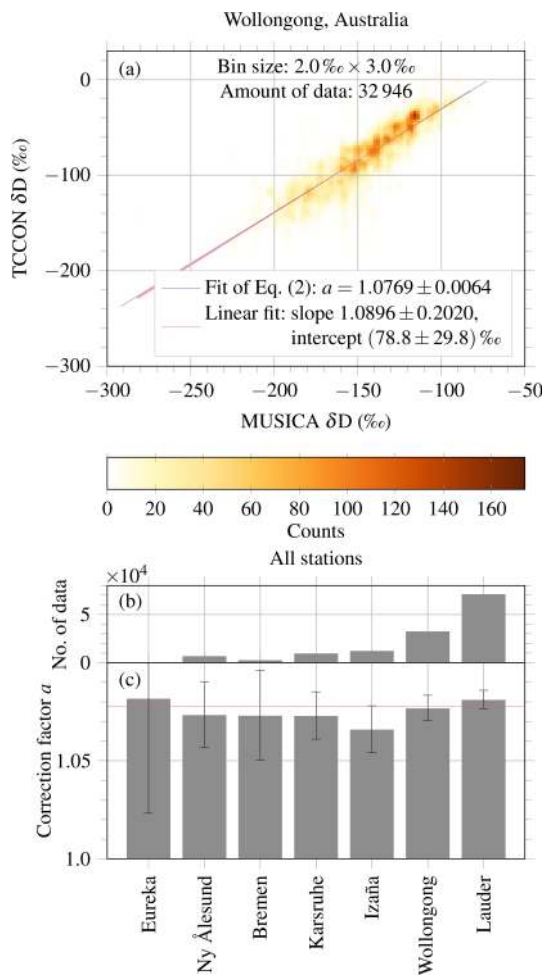 Wollongong, Australia
(a)
Bin size: 2.0‰ × 3.0‰
Amount of data: 32 946
TCCON δD (‰)
0
−100
−200
−300
Fit of Eq. (2): a = 1.0769 ± 0.0064
Linear fit: slope 1.0896 ± 0.2020,
intercept (78.8 ± 29.8)‰
−300 −250 −200 −150 −100 −50
MUSICA δD (‰)
0 20 40 60 80 100 120 140 160
Counts
All stations
×10⁴
(b)
No. of data
5
0
(c)
Correction factor a
1.05
1.0
Eureka
Ny Ålesund
Bremen
Karsruhe
Izaña
Wollongong
Lauder